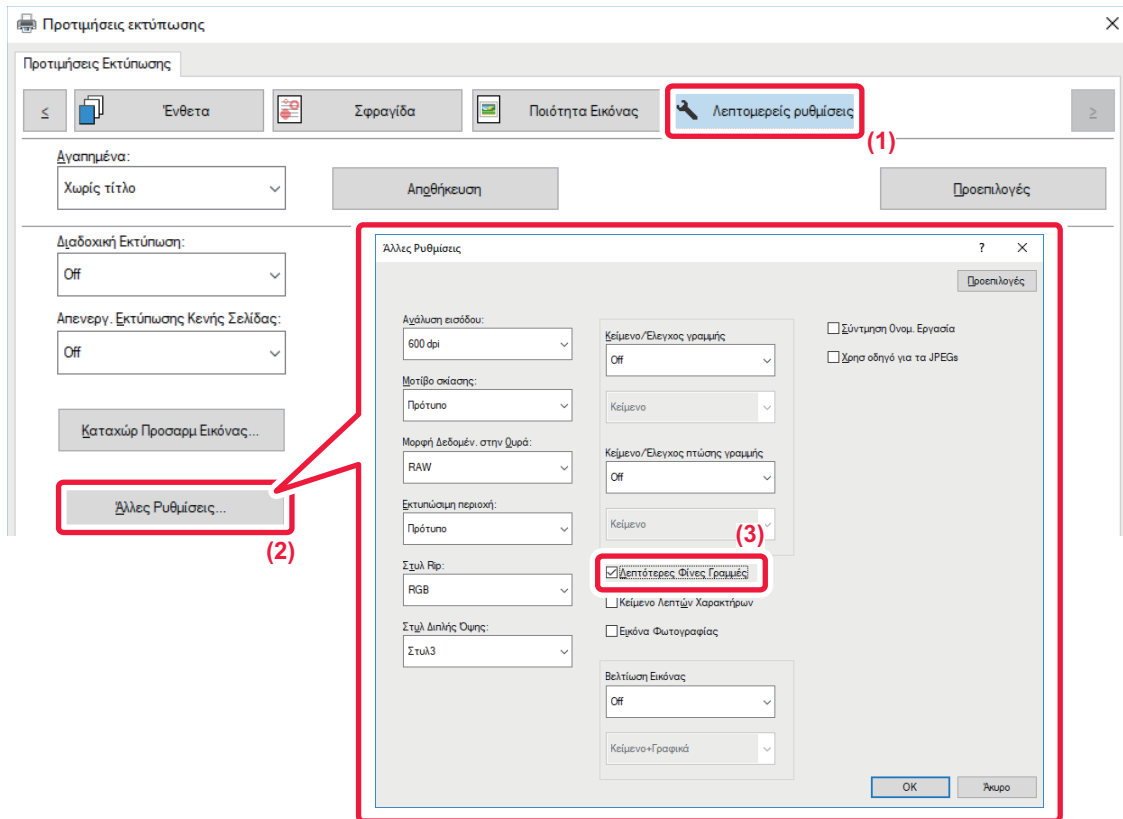 Προτιμήσεις εκτύπωσης
Προτιμήσεις Εκτύπωσης
<
Ένθετα
Σφραγίδα
Ποιότητα Εικόνας
Λεπτομερείς ρυθμίσεις
>
(1)
Αγαπημένα:
Χωρίς τίτλο
Αποθήκευση
Προεπιλογές
Διαδοχική Εκτύπωση:
Off
Απενεργ. Εκτύπωσης Κενής Σελίδας:
Off
Καταχώρ Προσαρμ Εικόνας...
Άλλες Ρυθμίσεις...
(2)
Άλλες Ρυθμίσεις
?
Προεπιλογές
Ανάλυση εισόδου:
600 dpi
Μοτίβο σκίασης:
Πρότυπο
Μορφή Δεδομέν. στην Ουρά:
RAW
Εκτυπώσιμη περιοχή:
Πρότυπο
Στυλ Rip:
RGB
Στυλ Διπλής Όψης:
Στυλ3
Κείμενο/Έλεγχος γραμμής
Off
Κείμενο
Κείμενο/Έλεγχος πτώσης γραμμής
Off
Κείμενο
(3)
Λεπτότερες Φίνες Γραμμές
Κείμενο Λεπτών Χαρακτήρων
Εικόνα Φωτογραφίας
Βελτίωση Εικόνας
Off
Κείμενο+Γραφικά
Σύντμηση Ονομ. Εργασία
Χρησ οδηγό για τα JPEGs
OK
Άκυρο